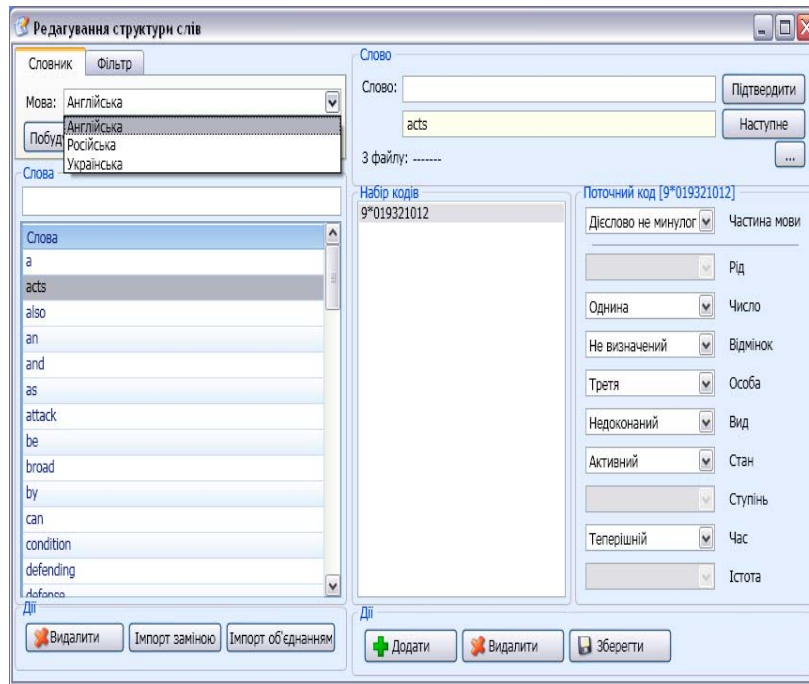 Редагування структури слів
Словник
Фільтр
Мова:
Англійська
Англійська
Російська
Українська
Слова
Слова
a
acts
also
an
and
as
attack
be
broad
by
can
condition
defending
defense
Дії
Видалити
Імпорт заміною
Імпорт об'єднанням
Слово
Слово:
Підтвердити
acts
Наступне
З файлу: -------
...
Набір кодів
9*019321012
Поточний код [9*019321012]
Дієслово не минулог
Частина мови
Рід
Однина
Число
Не визначений
Відмінок
Третя
Особа
Недоконаний
Вид
Активний
Стан
Ступінь
Теперішній
Час
Істота
Дії
Додати
Видалити
Зберегти